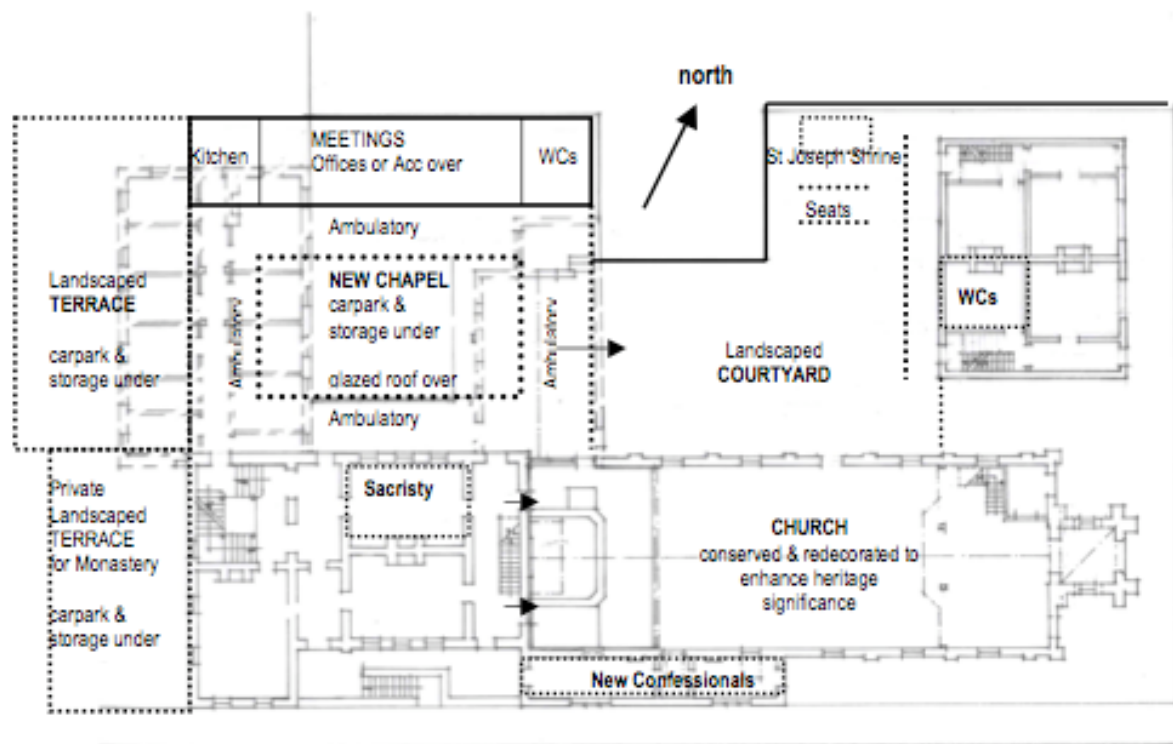 north
Kitchen
MEETINGS
Offices or Acc over
WCs
St Joseph Shrine
Seats
Ambulatory
Landscaped
TERRACE
carpark &
storage under
Ambulatory
NEW CHAPEL
carpark &
storage under
glazed roof over
Ambulatory
Ambulatory
Landscaped
COURTYARD
WCs
Private
Landscaped
TERRACE
for Monastery
carpark &
storage under
Sacristy
CHURCH
conserved & redecorated to
enhance heritage
significance
New Confessionals